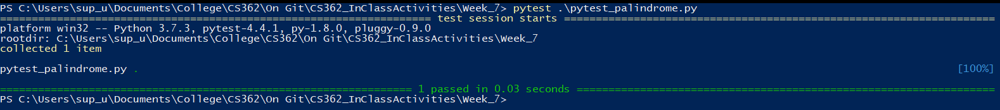 PS C:\Users\sup_u\Documents\College\CS362\On Git\CS362_InClassActivities\Week_7> pytest .\pytest_palindrome.py
==================================================================== test session starts ====================================================================
platform win32 -- Python 3.7.3, pytest-4.4.1, py-1.8.0, pluggy-0.9.0
rootdir: C:\Users\sup_u\Documents\College\CS362\On Git\CS362_InClassActivities\Week_7
collected 1 item
pytest_palindrome.py . [100%]
================================================================= 1 passed in 0.03 seconds ==================================================================
PS C:\Users\sup_u\Documents\College\CS362\On Git\CS362_InClassActivities\Week_7>